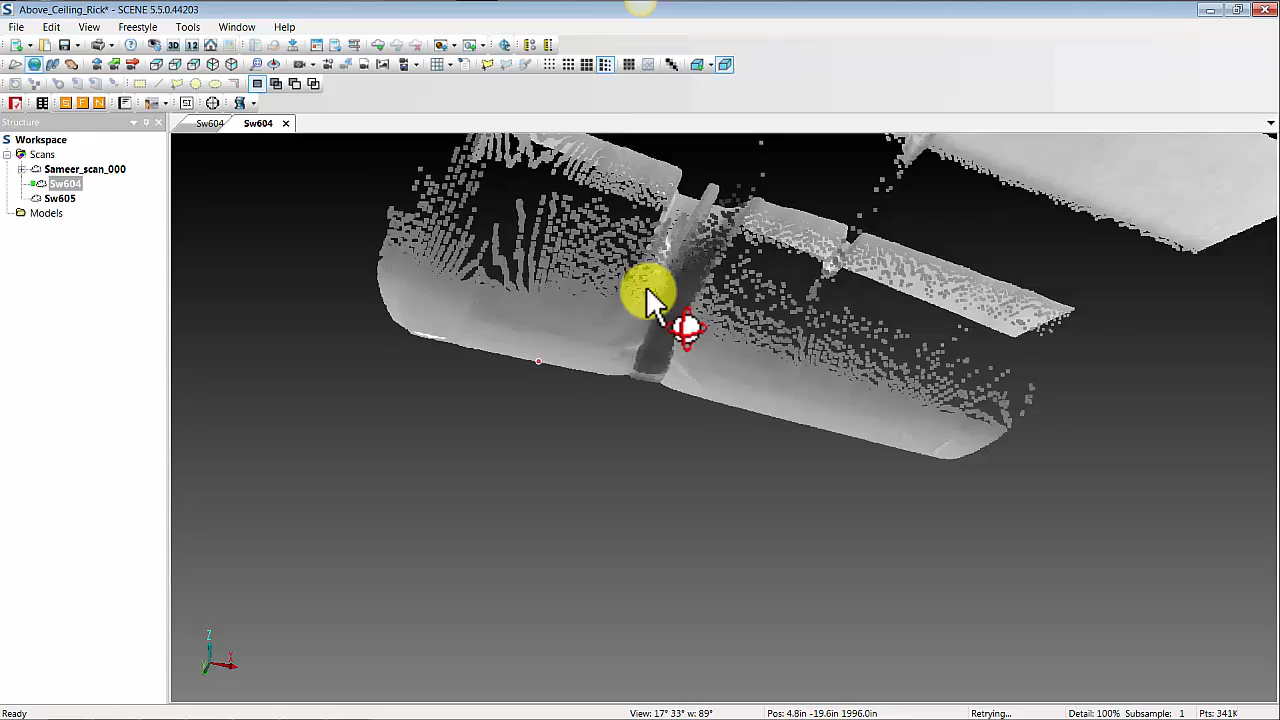 Above_Ceiling_Rick* - SCENE 5.5.0.44203
File Edit View Freestyle Tools Window Help
3D
S F N
SI
Structure
Sw604 Sw604
Workspace
Scans
Sameer_scan_000
Sw604
Sw605
Models
Z
Ready
View: 17° 33° w: 89°
Pos: 4.8in -19.6in 1996.0in
Retrying...
Detail: 100% Subsample: 1
Pts: 341K